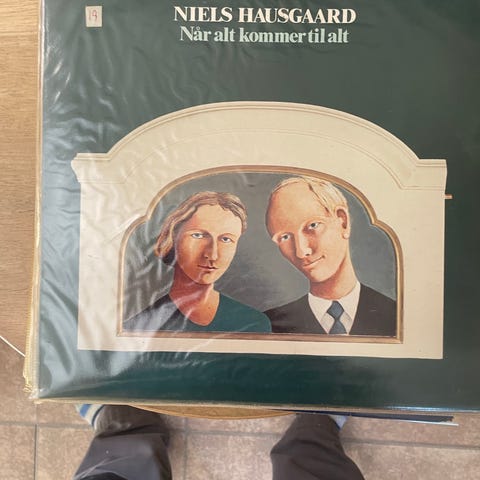 19
NIELS HAUSGAARD
Når alt kommer til alt